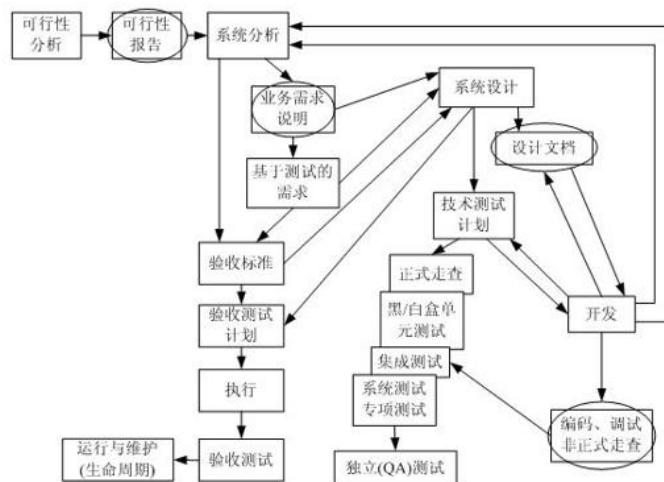 可行性
分析
可行性
报告
系统分析
业务需求
说明
系统设计
基于测试的
需求
设计文档
技术测试
计划
验收标准
正式走查
验收测试
计划
黑/白盒单
元测试
开发
执行
集成测试
系统测试
专项测试
编码、调试
非正式走查
运行与维护
(生命周期)
验收测试
独立(QA)测试